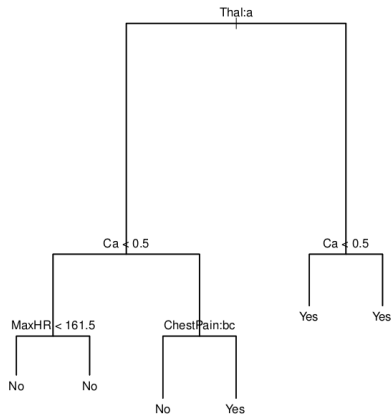 Thal:a
Ca < 0.5
Ca < 0.5
MaxHR < 161.5
ChestPain:bc
Yes
Yes
No
No
No
Yes